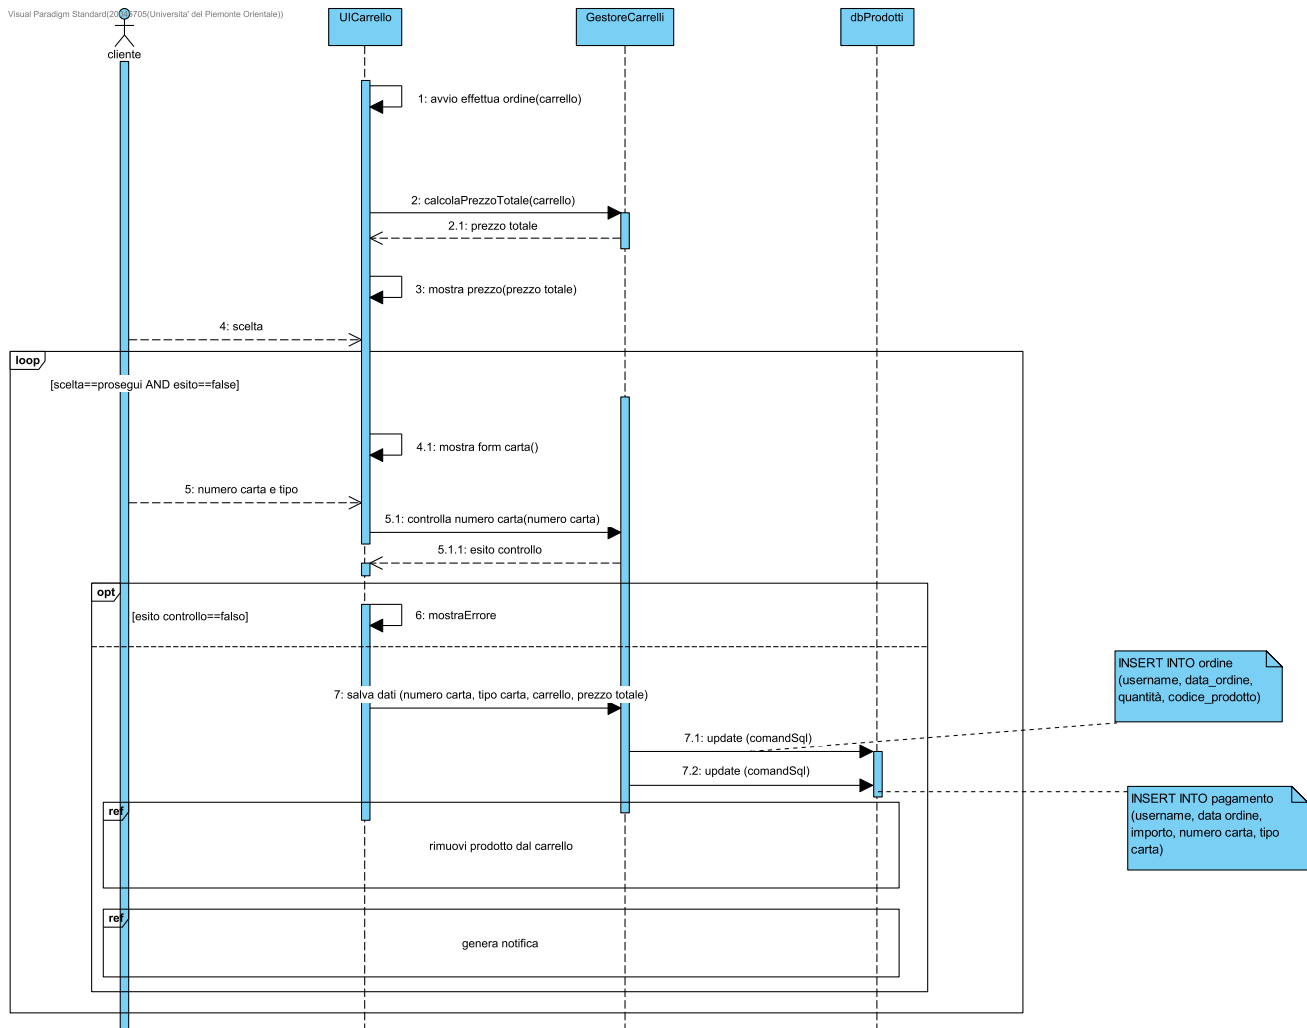 Visual Paradigm Standard(20045705(Universita' del Piemonte Orientale))
cliente
UICarrello
GestoreCarrelli
dbProdotti
1: avvio effettua ordine(carrello)
2: calcolaPrezzoTotale(carrello)
2.1: prezzo totale
3: mostra prezzo(prezzo totale)
4: scelta
loop
[scelta==prosegui AND esito==false]
4.1: mostra form carta()
5: numero carta e tipo
5.1: controlla numero carta(numero carta)
5.1.1: esito controllo
opt
[esito controllo==falso]
6: mostraErrore
7: salva dati (numero carta, tipo carta, carrello, prezzo totale)
INSERT INTO ordine
(username, data_ordine,
quantità, codice_prodotto)
7.1: update (comandSql)
7.2: update (comandSql)
INSERT INTO pagamento
(username, data ordine,
importo, numero carta, tipo
carta)
ref
rimuovi prodotto dal carrello
ref
genera notifica